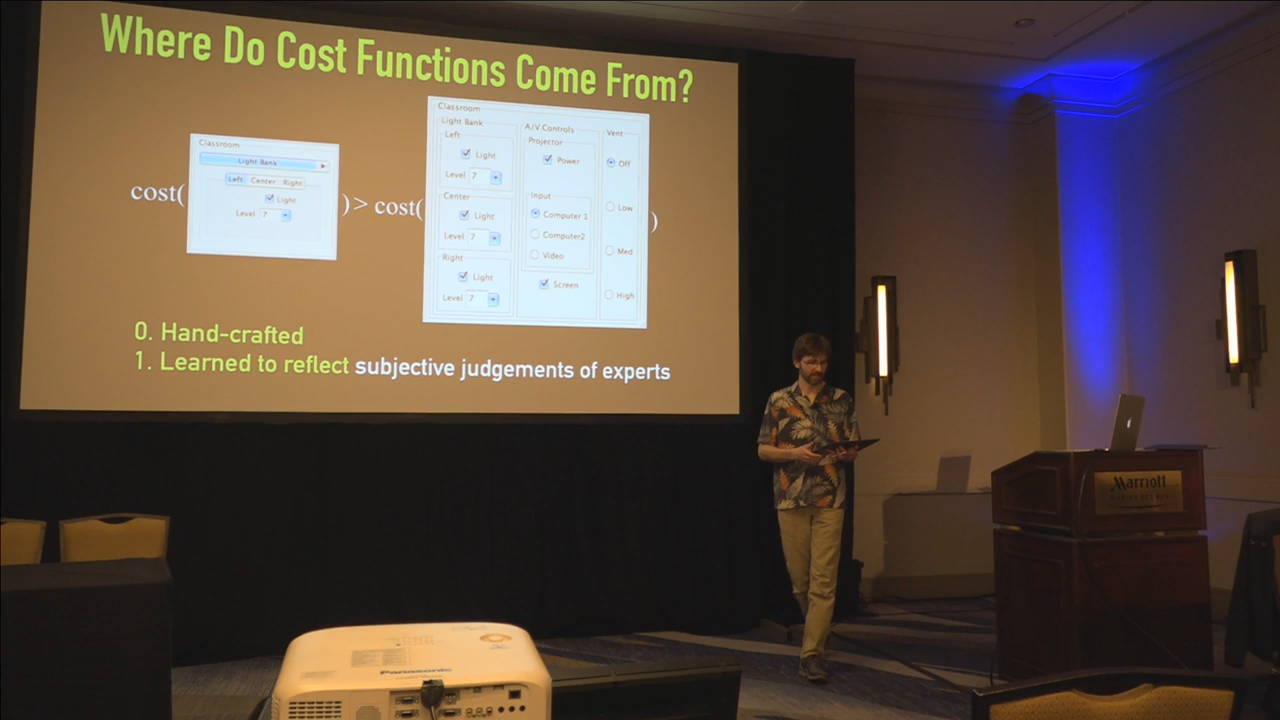 Where Do Cost Functions Come From?
cost(
Classroom
Light Bank
Left Center Right
Light
Level 7
) > cost(
Classroom
Light Bank
Left
Light
Level 7
Center
Light
Level 7
Right
Light
Level 7
A/V Controls
Projector
Power
Input
Computer 1
Computer2
Video
Screen
Vent
Off
Low
Med
High
)
0. Hand-crafted
1. Learned to reflect subjective judgements of experts
Marriott
Panasonic